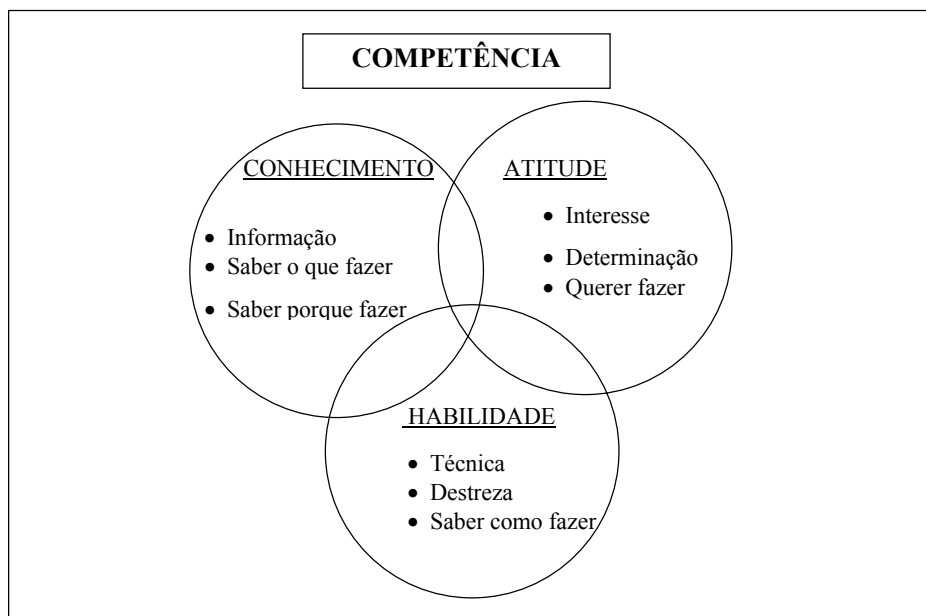 COMPETÊNCIA
CONHECIMENTO
• Informação
• Saber o que fazer
• Saber porque fazer
ATITUDE
• Interesse
• Determinação
• Querer fazer
HABILIDADE
• Técnica
• Destreza
• Saber como fazer